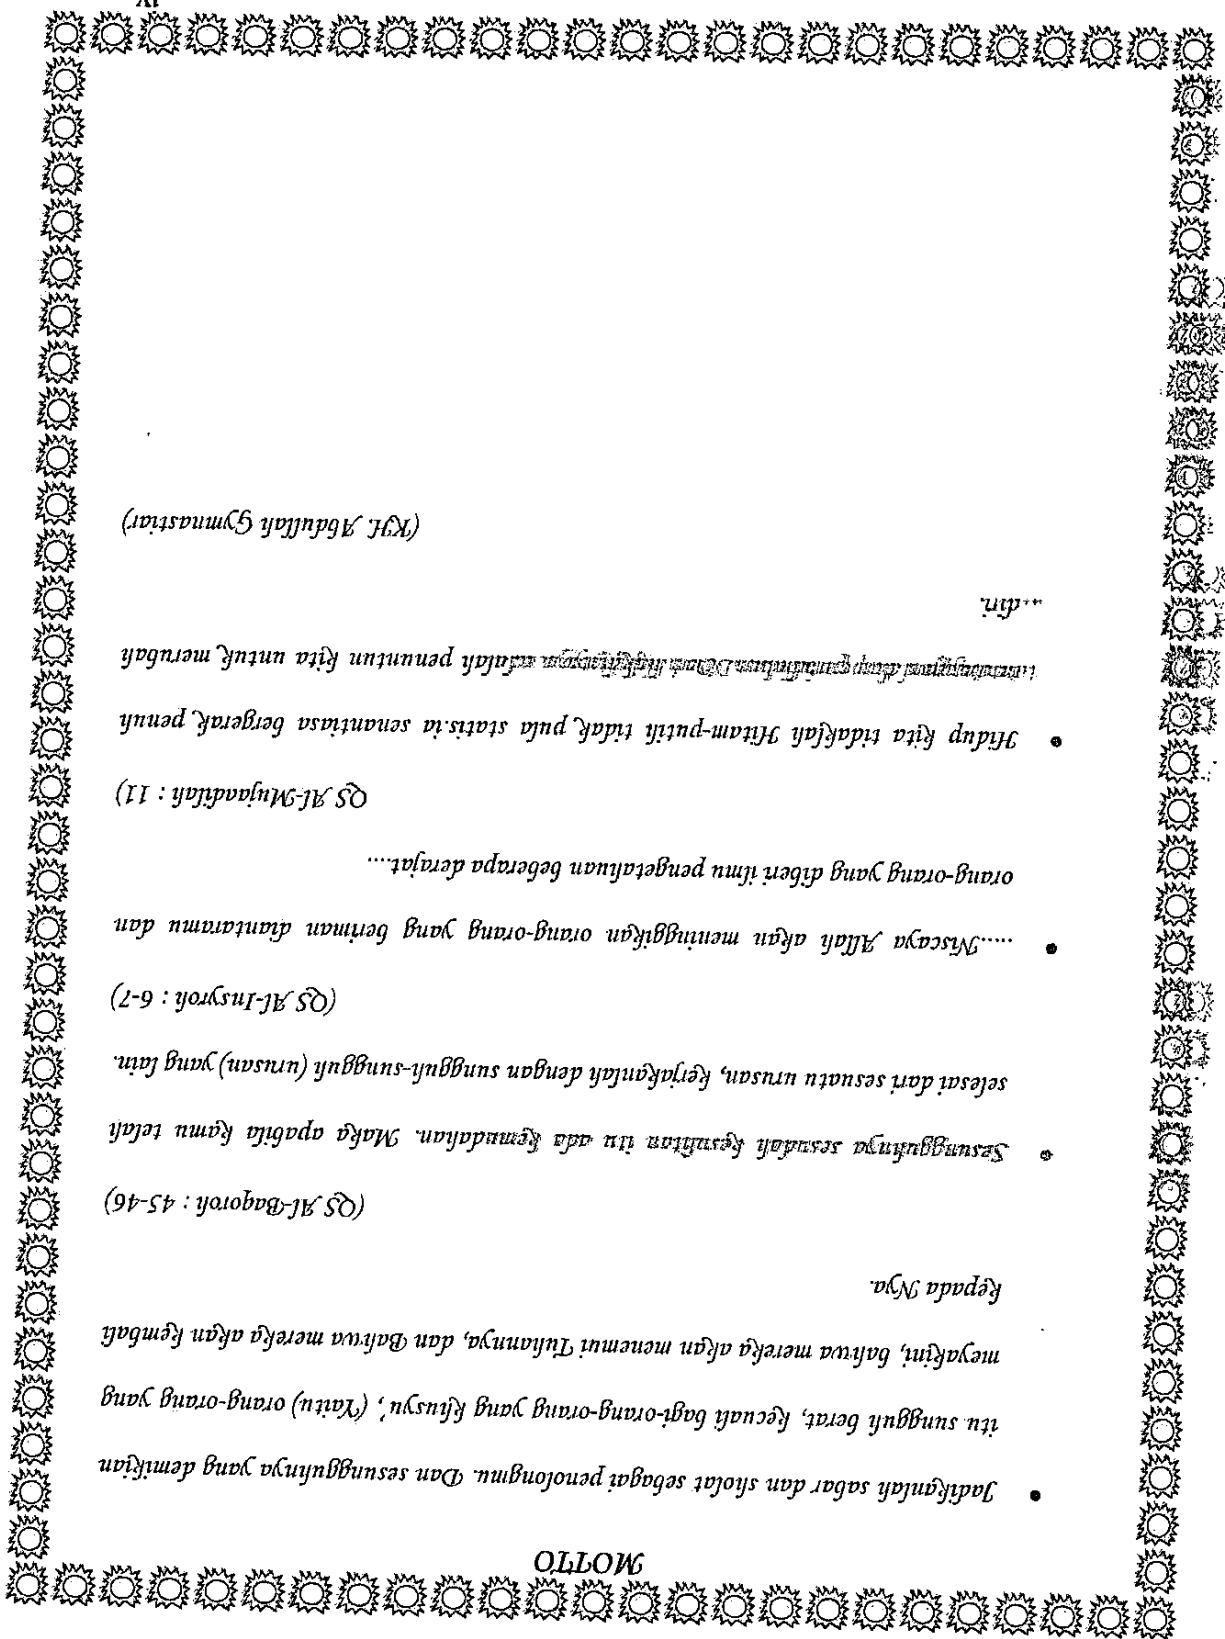 MOTTO
• Jadikanlah sabar dan sholat sebagai penolongmu. Dan sesungguhnya yang demikian
itu sungguh berat, kecuali bagi-orang-orang yang khusyu', (Yaitu) orang-orang yang
meyakini, bahwa mereka akan menemui Tuhannya, dan Bahwa mereka akan kembali
kepada Nya.
(QS Al-Baqoroh : 45-46)
• Sesungguhnya sesudah kesulitan itu ada kemudahan. Maka apabila kamu telah
selesai dari sesuatu urusan, kerjakanlah dengan sungguh-sungguh (urusan) yang lain.
(QS Al-Insyroh : 6-7)
• .....Niscaya Allah akan meninggikan orang-orang yang beriman diantaramu dan
orang-orang yang diberi ilmu pengetahuan beberapa derajat....
QS Al-Mujaadilah : 11)
• Hidup kita tidaklah Hitam-putih tidak pula statis.ia senantiasa bergerak penuh
adalah penuntun kita untuk merubah
...diri.
(KH. Abdullah Gymnastiar)
iv